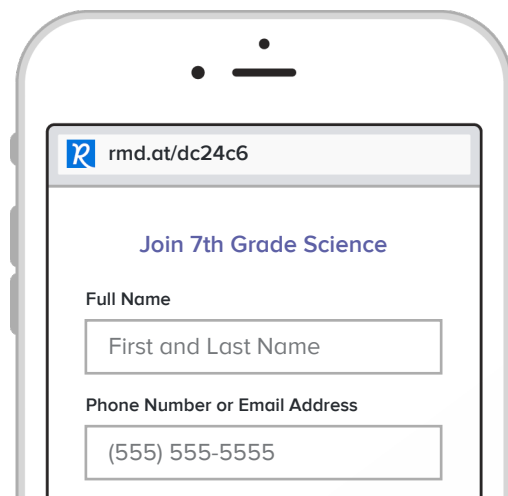 rmd.at/dc24c6
Join 7th Grade Science
Full Name
First and Last Name
Phone Number or Email Address
(555) 555-5555